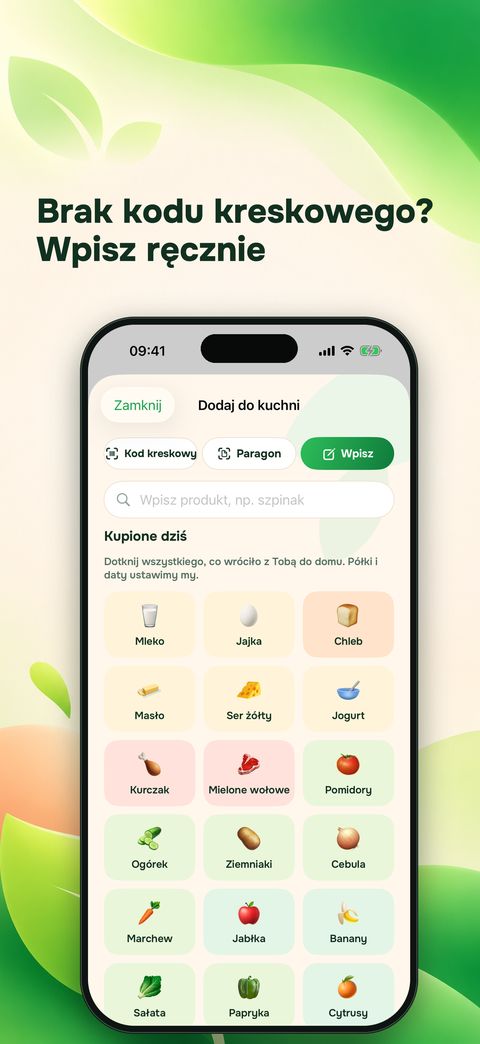 Brak kodu kreskowego?
Wpisz ręcznie
09:41
Zamknij
Dodaj do kuchni
Kod kreskowy
Paragon
Wpisz
Wpisz produkt, np. szpinak
Kupione dziś
Dotknij wszystkiego, co wróciło z Tobą do domu. Półki i
daty ustawimy my.
Mleko
Jajka
Chleb
Masło
Ser żółty
Jogurt
Kurczak
Mielone wołowe
Pomidory
Ogórek
Ziemniaki
Cebula
Marchew
Jabłka
Banany
Sałata
Papryka
Cytrusy